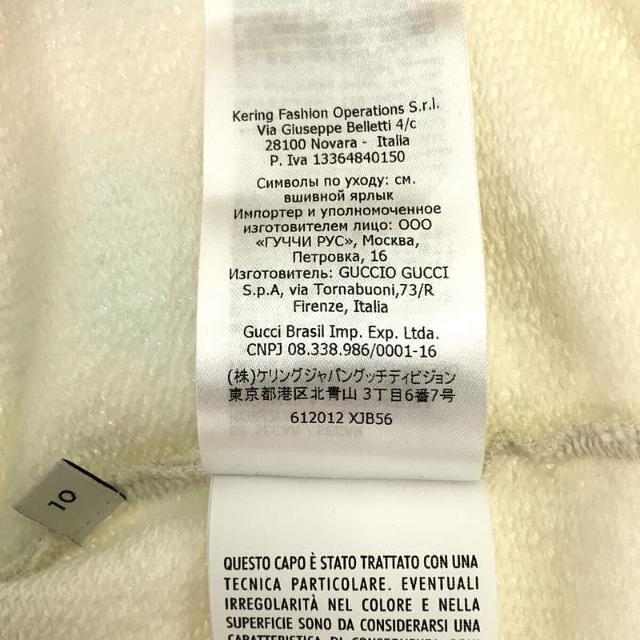 Kering Fashion Operations S.r.l.
Via Giuseppe Belletti 4/c
28100 Novara - Italia
P. Iva 13364840150
Символы по уходу: см.
вшивной ярлык
Импортер и уполномоченное
изготовителем лицо: ООО
«ГУЧЧИ РУС», Москва,
Петровка, 16
Изготовитель: GUCCIO GUCCI
S.p.A, via Tornabuoni,73/R
Firenze, Italia
Gucci Brasil Imp. Exp. Ltda.
CNPJ 08.338.986/0001-16
(株)ケリングジャパングッチディビジョン
東京都港区北青山 3丁目6番7号
612012 XJB56
10
QUESTO CAPO È STATO TRATTATO CON UNA
TECNICA PARTICOLARE. EVENTUALI
IRREGOLARITÀ NEL COLORE E NELLA
SUPERFICIE SONO DA CONSIDERARSI UNA
CARATTERISTICA DI